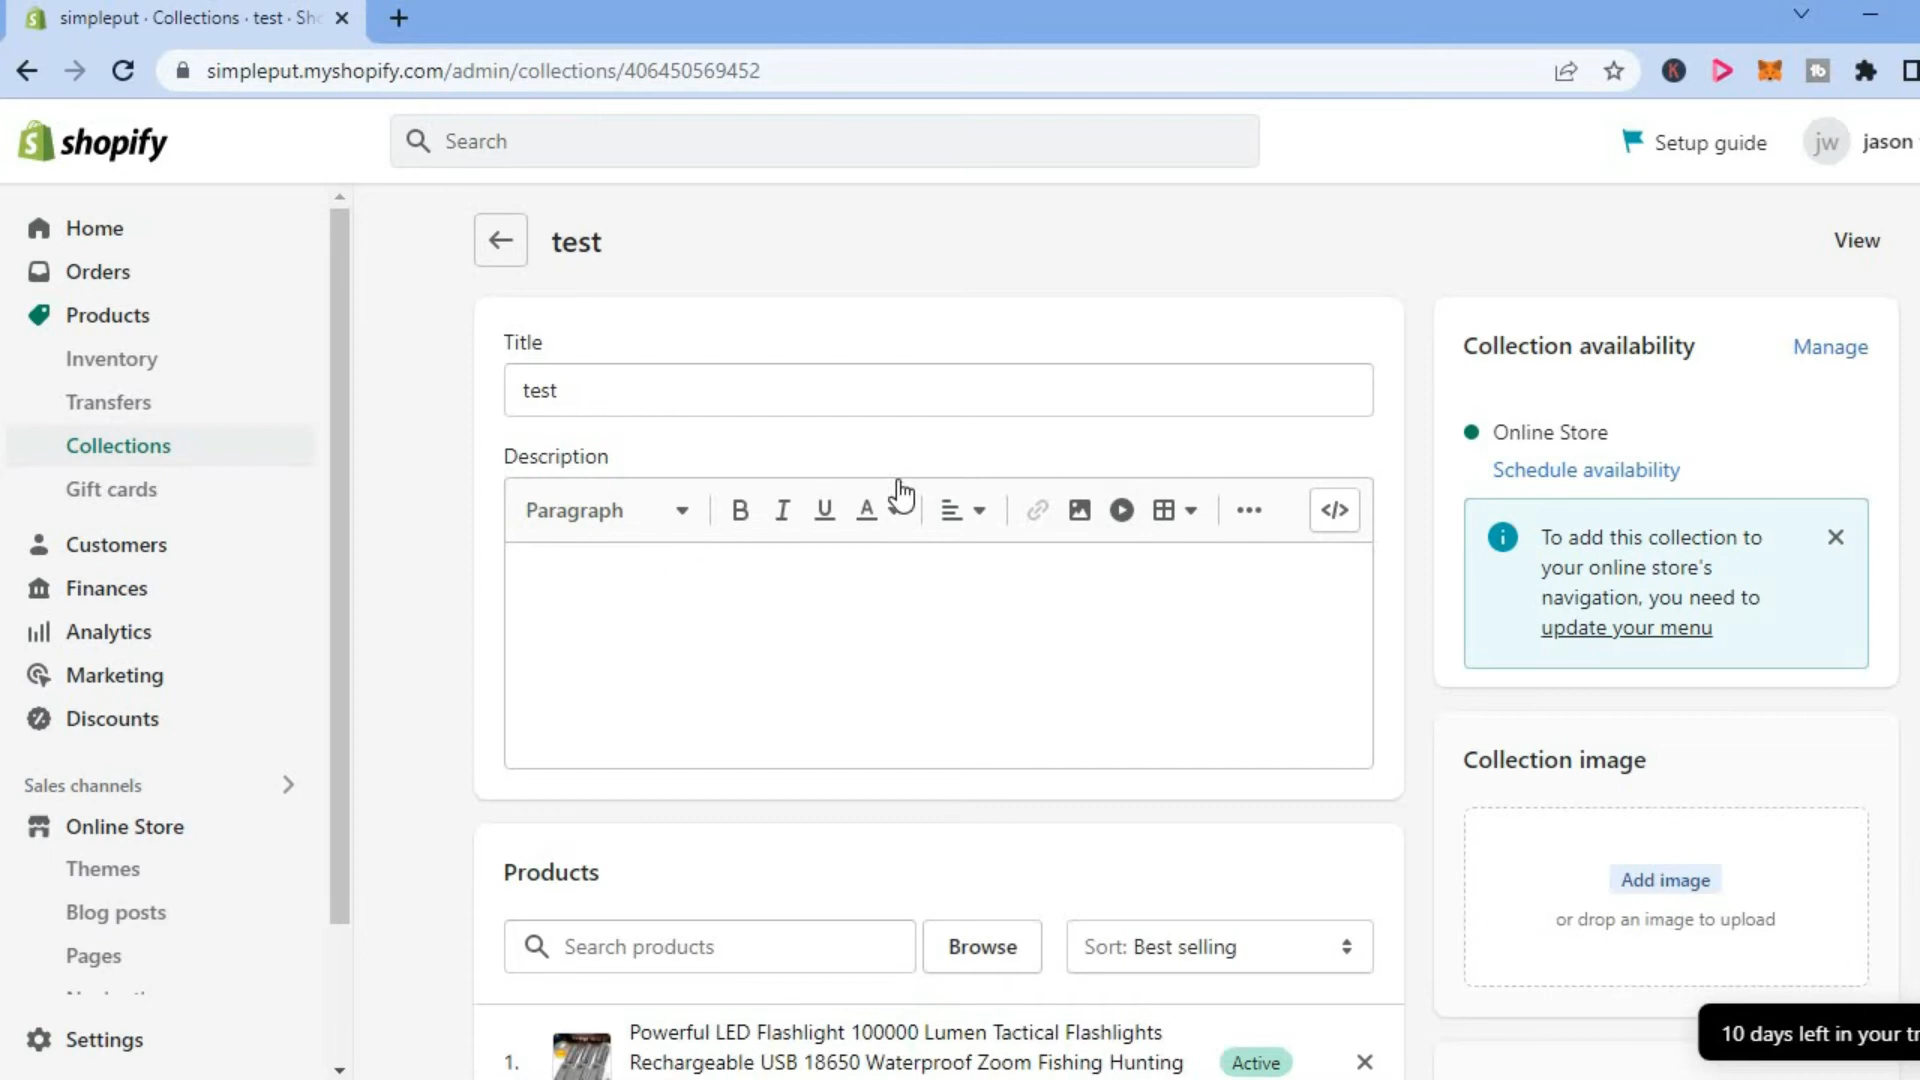 simpleput · Collections · test · Sho
simpleput.myshopify.com/admin/collections/406450569452
shopify
Search
Setup guide
jw
jason
Home
Orders
Products
Inventory
Transfers
Collections
Gift cards
Customers
Finances
Analytics
Marketing
Discounts
Sales channels
Online Store
Themes
Blog posts
Pages
Settings
test
View
Title
test
Description
Paragraph
B I U A
</>
Products
Search products
Browse
Sort: Best selling
1.
Powerful LED Flashlight 100000 Lumen Tactical Flashlights
Rechargeable USB 18650 Waterproof Zoom Fishing Hunting
Active
Collection availability
Manage
Online Store
Schedule availability
To add this collection to
your online store's
navigation, you need to
update your menu
Collection image
Add image
or drop an image to upload
10 days left in your tr